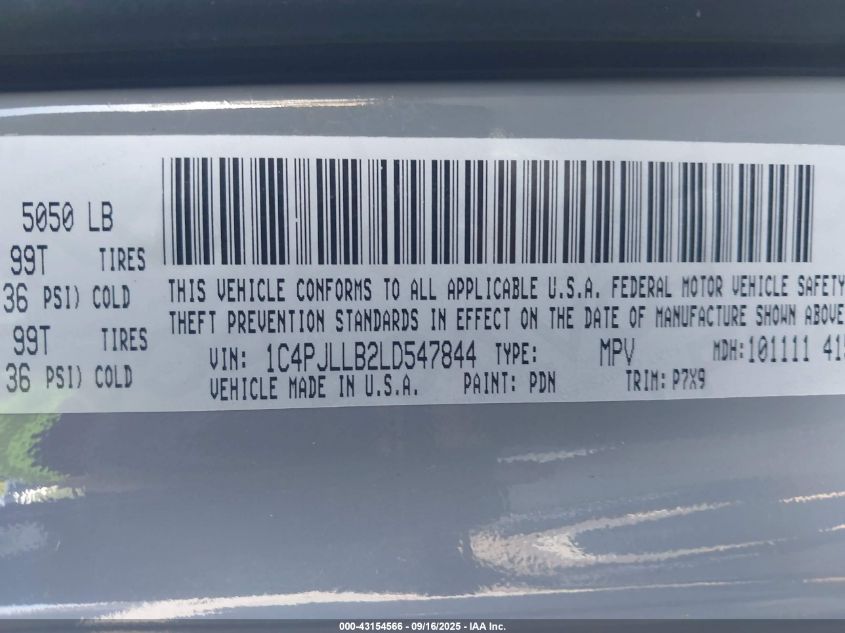 5050 LB
99T TIRES
36 PSI) COLD
99T TIRES
36 PSI) COLD
THIS VEHICLE CONFORMS TO ALL APPLICABLE U.S.A. FEDERAL MOTOR VEHICLE SAFETY
THEFT PREVENTION STANDARDS IN EFFECT ON THE DATE OF MANUFACTURE SHOWN ABOVE
VIN: 1C4PJLLB2LD547844 TYPE: MPV MDH:101111 415
VEHICLE MADE IN U.S.A. PAINT: PDN TRIM: P7X9
000-43154566 - 09/16/2025 - IAA Inc.